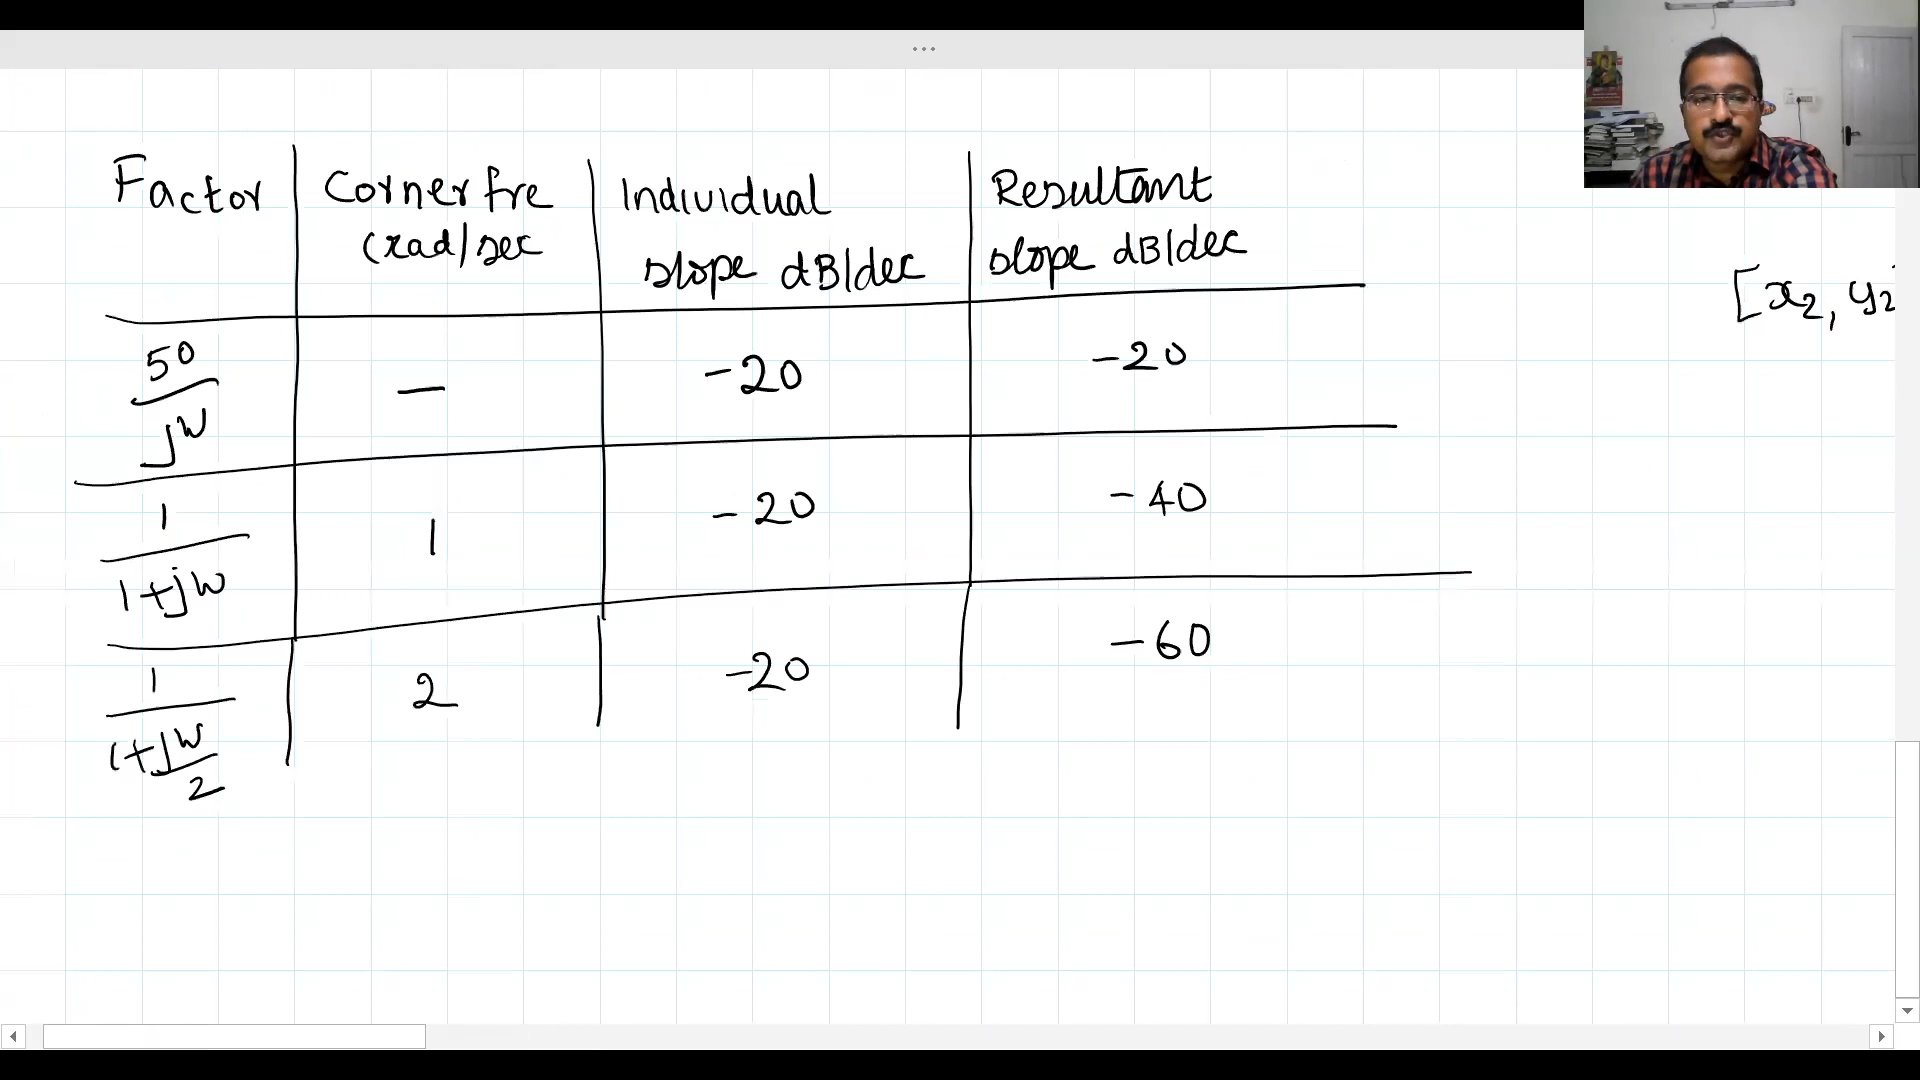 Factor
Corner fre
(rad/sec
Individual
slope dB/dec
Resultant
slope dB/dec
[x₂, y₂
50
jw
—
-20
-20
1
1+jw
1
-20
-40
1
1+jw
2
2
-20
-60